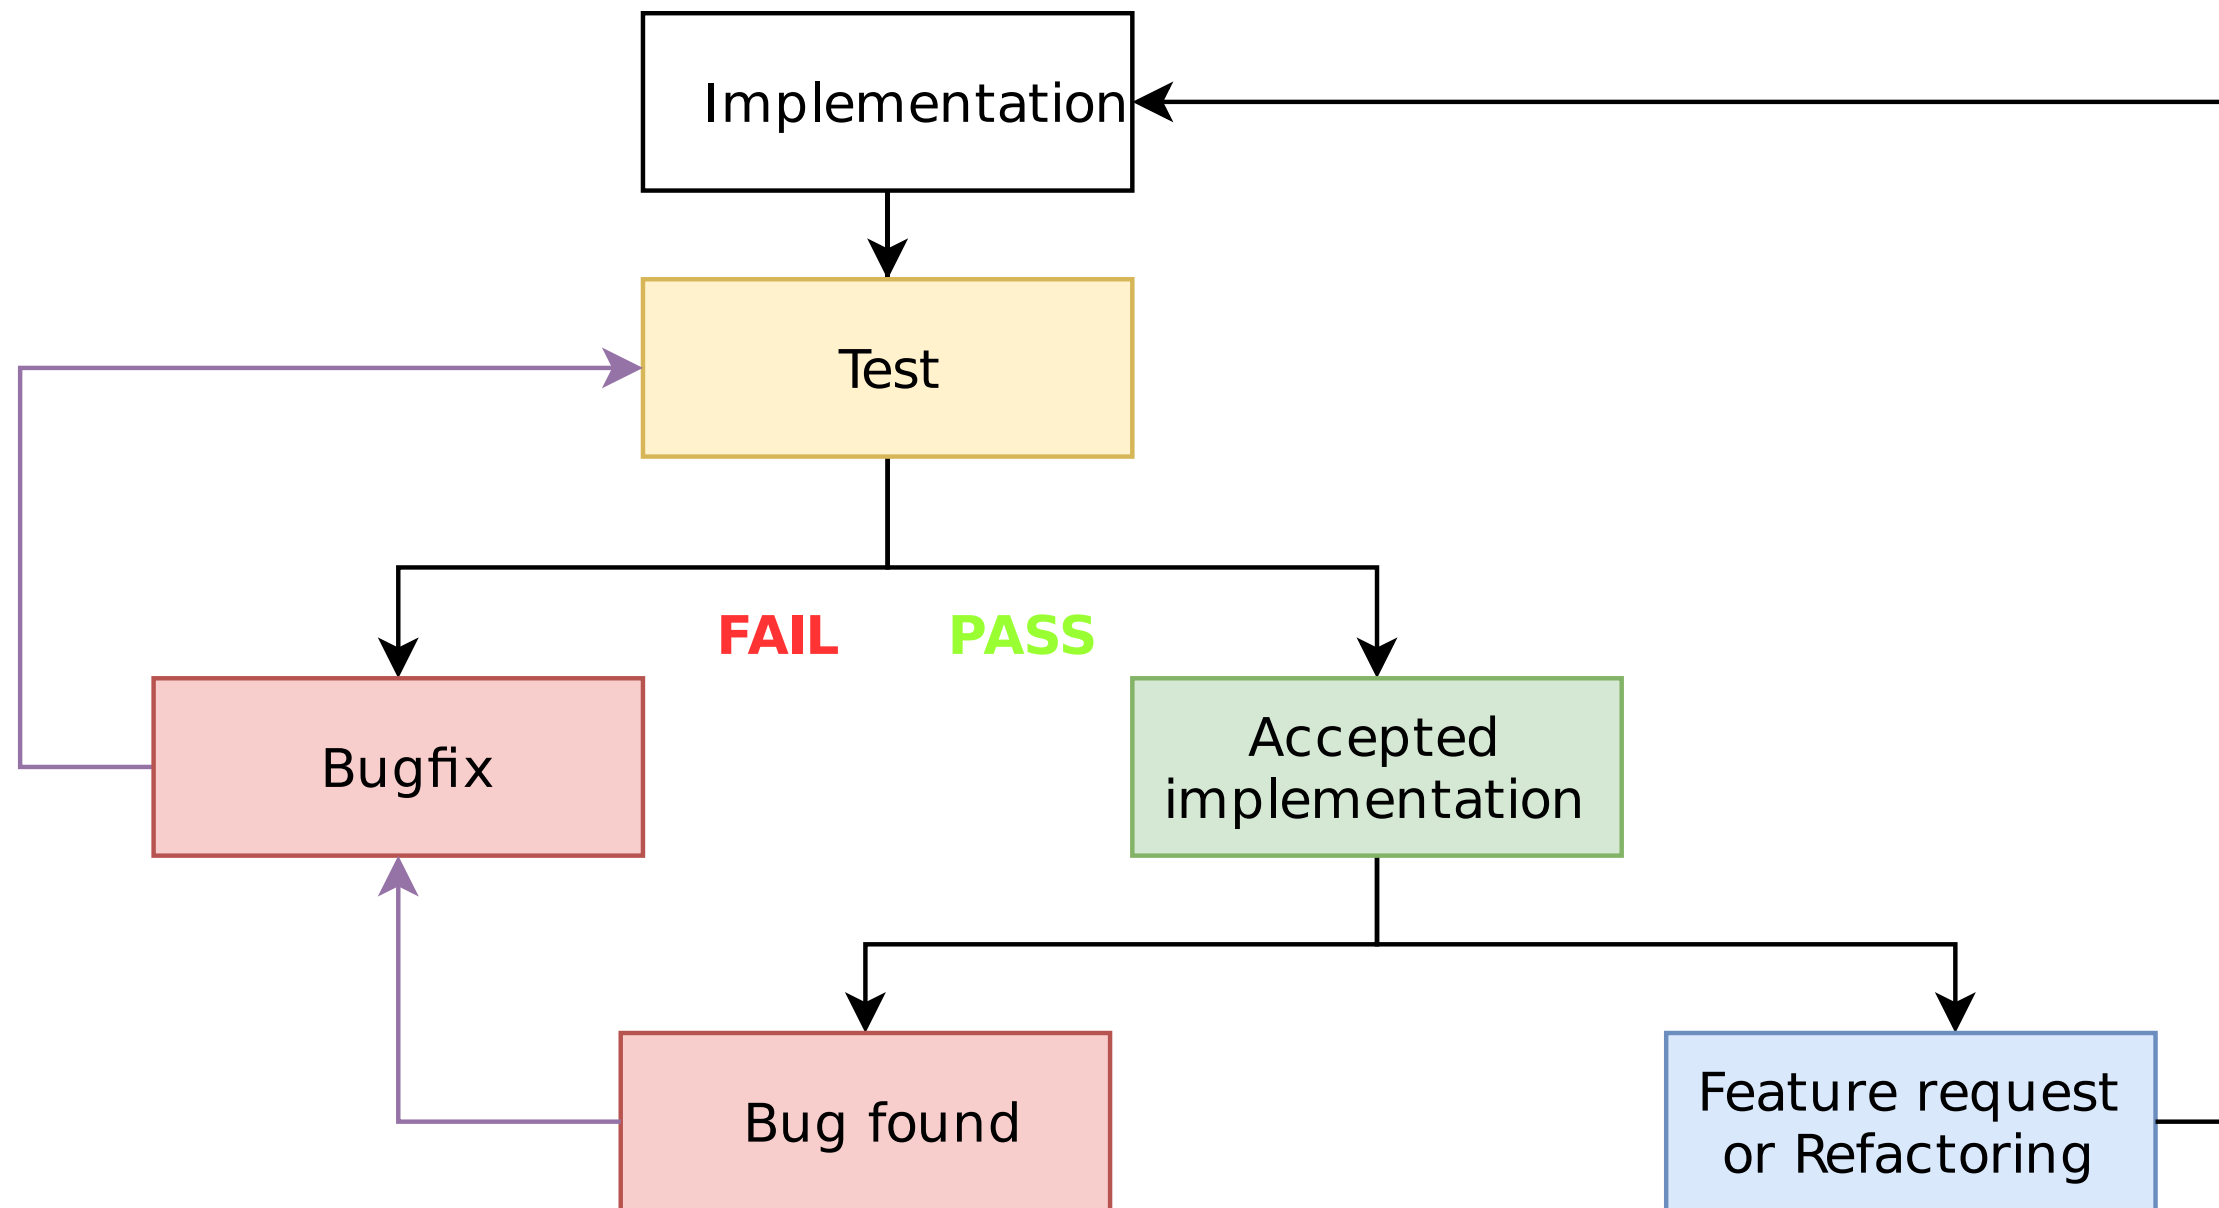 Implementation
Test
FAIL
PASS
Bugfix
Accepted
implementation
Bug found
Feature request
or Refactoring